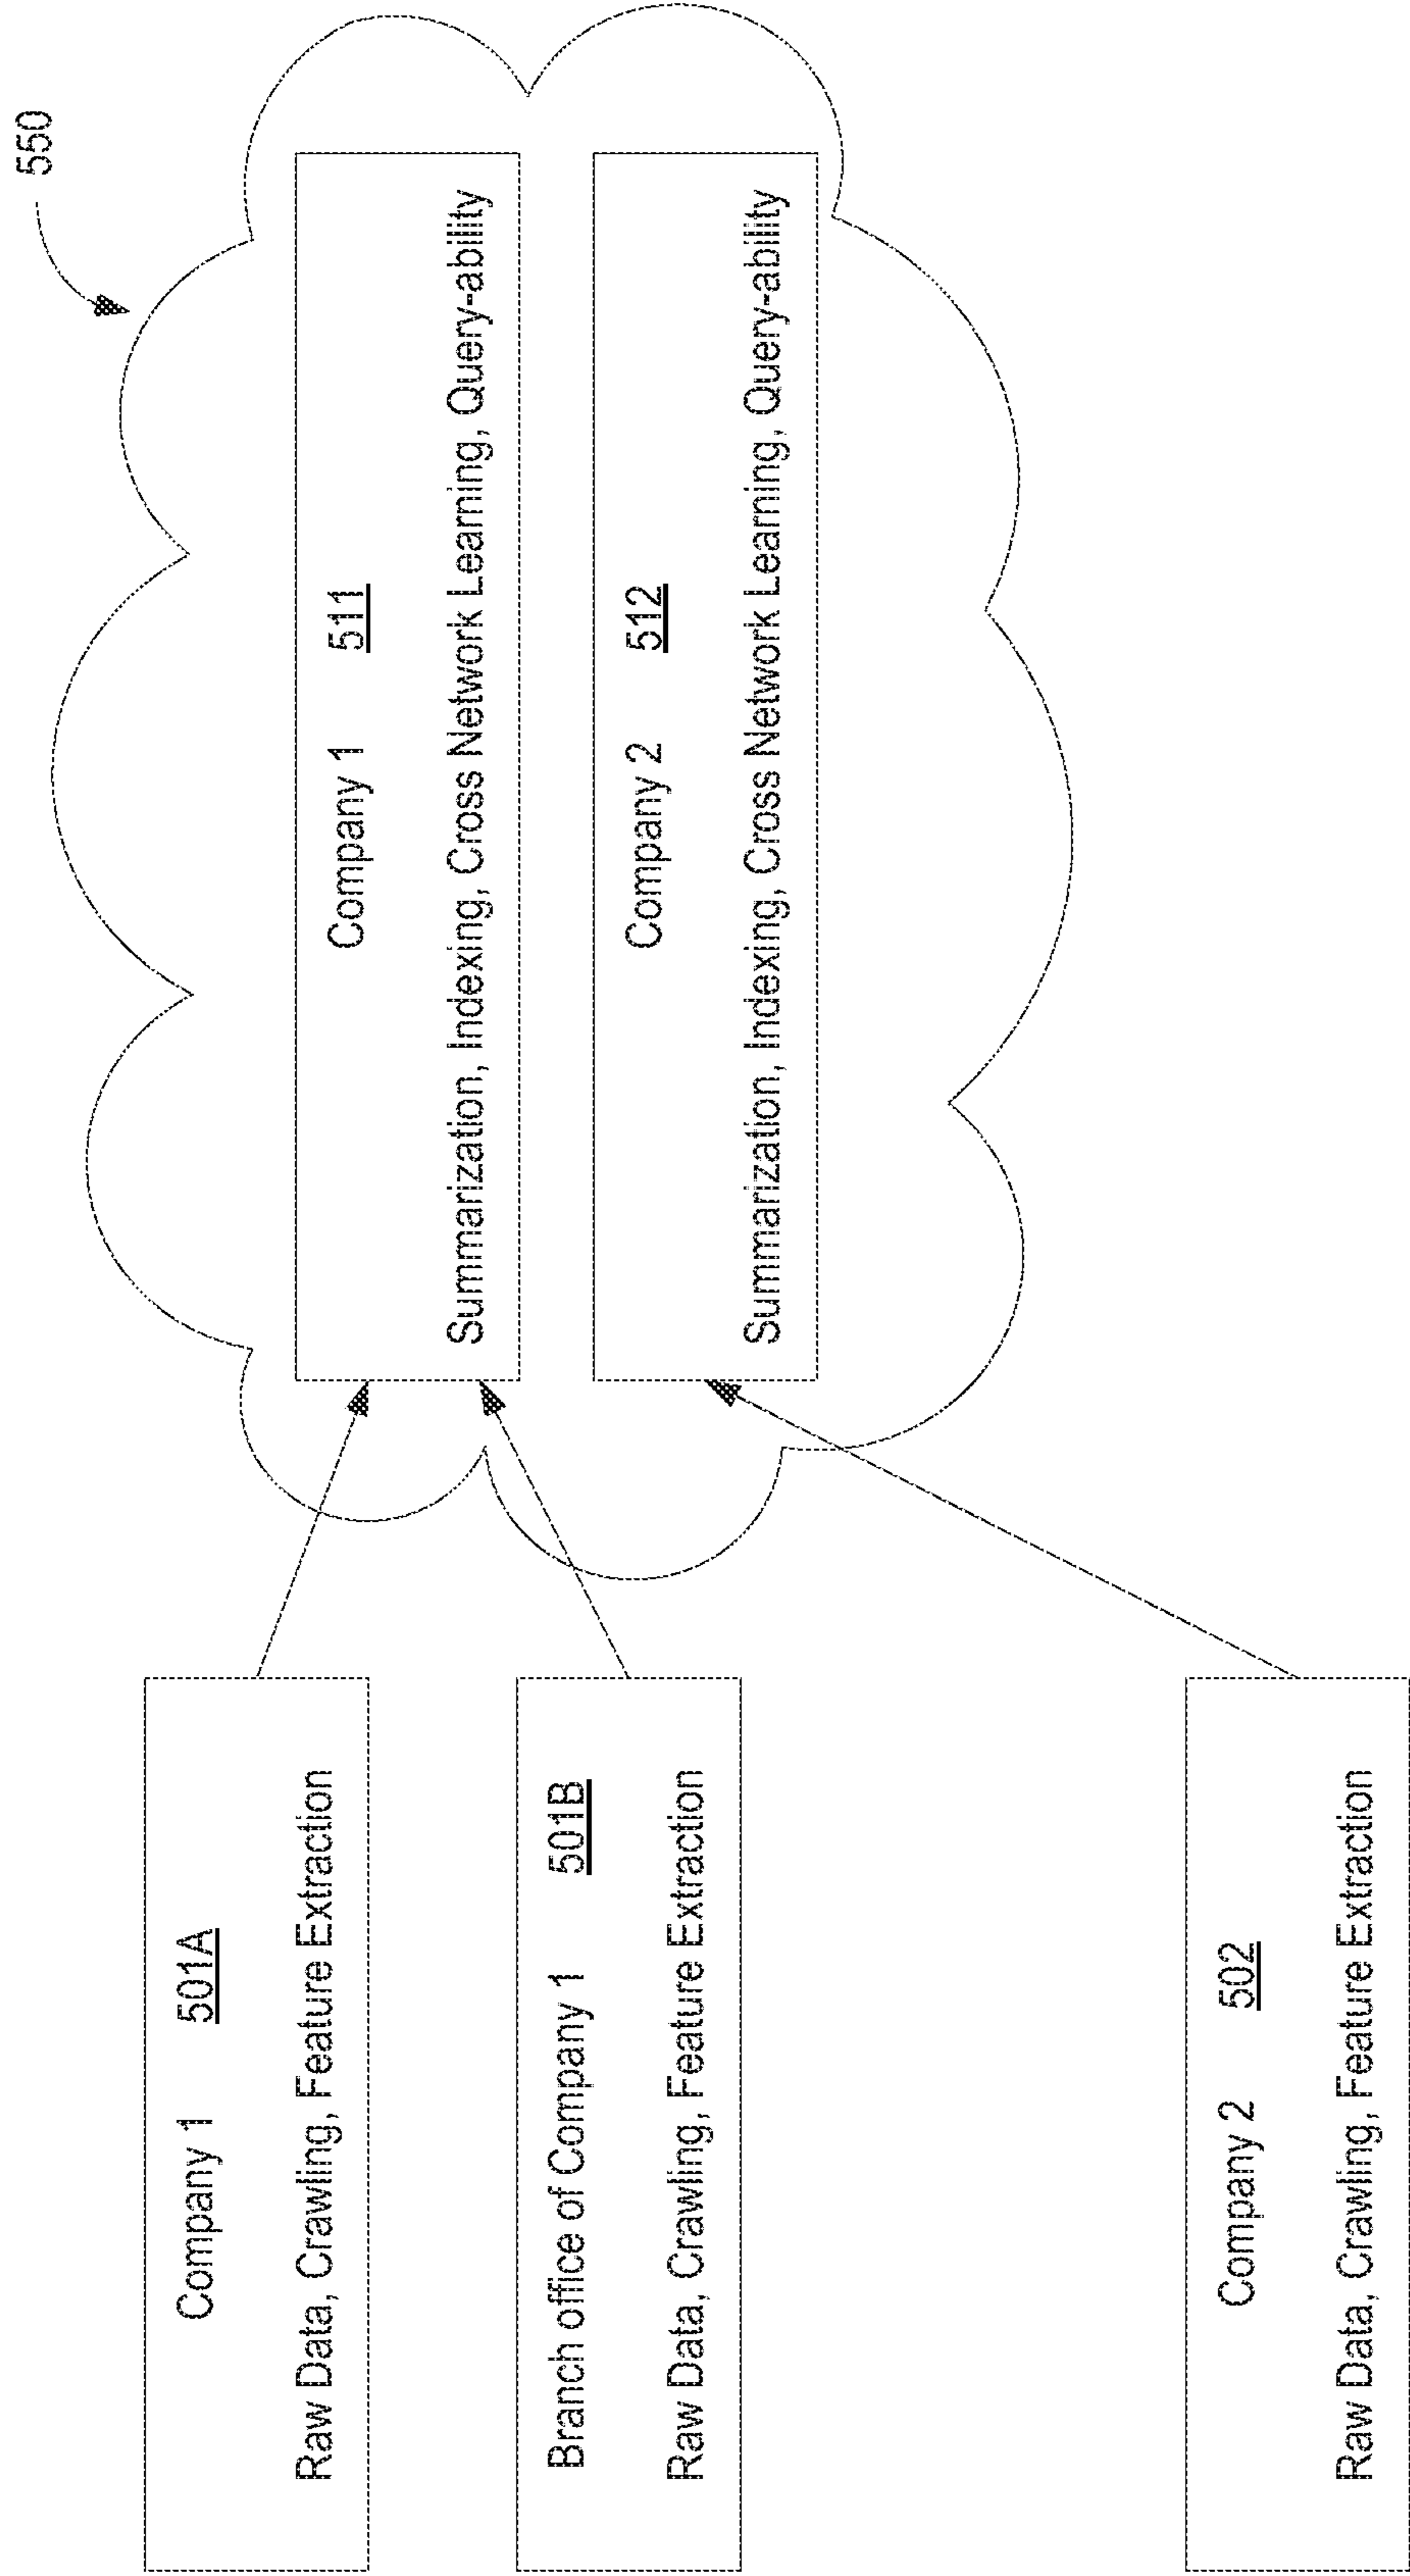 550
Company 1 501A
Raw Data, Crawling, Feature Extraction
Branch office of Company 1 501B
Raw Data, Crawling, Feature Extraction
Company 2 502
Raw Data, Crawling, Feature Extraction
Company 1 511
Summarization, Indexing, Cross Network Learning, Query-ability
Company 2 512
Summarization, Indexing, Cross Network Learning, Query-ability